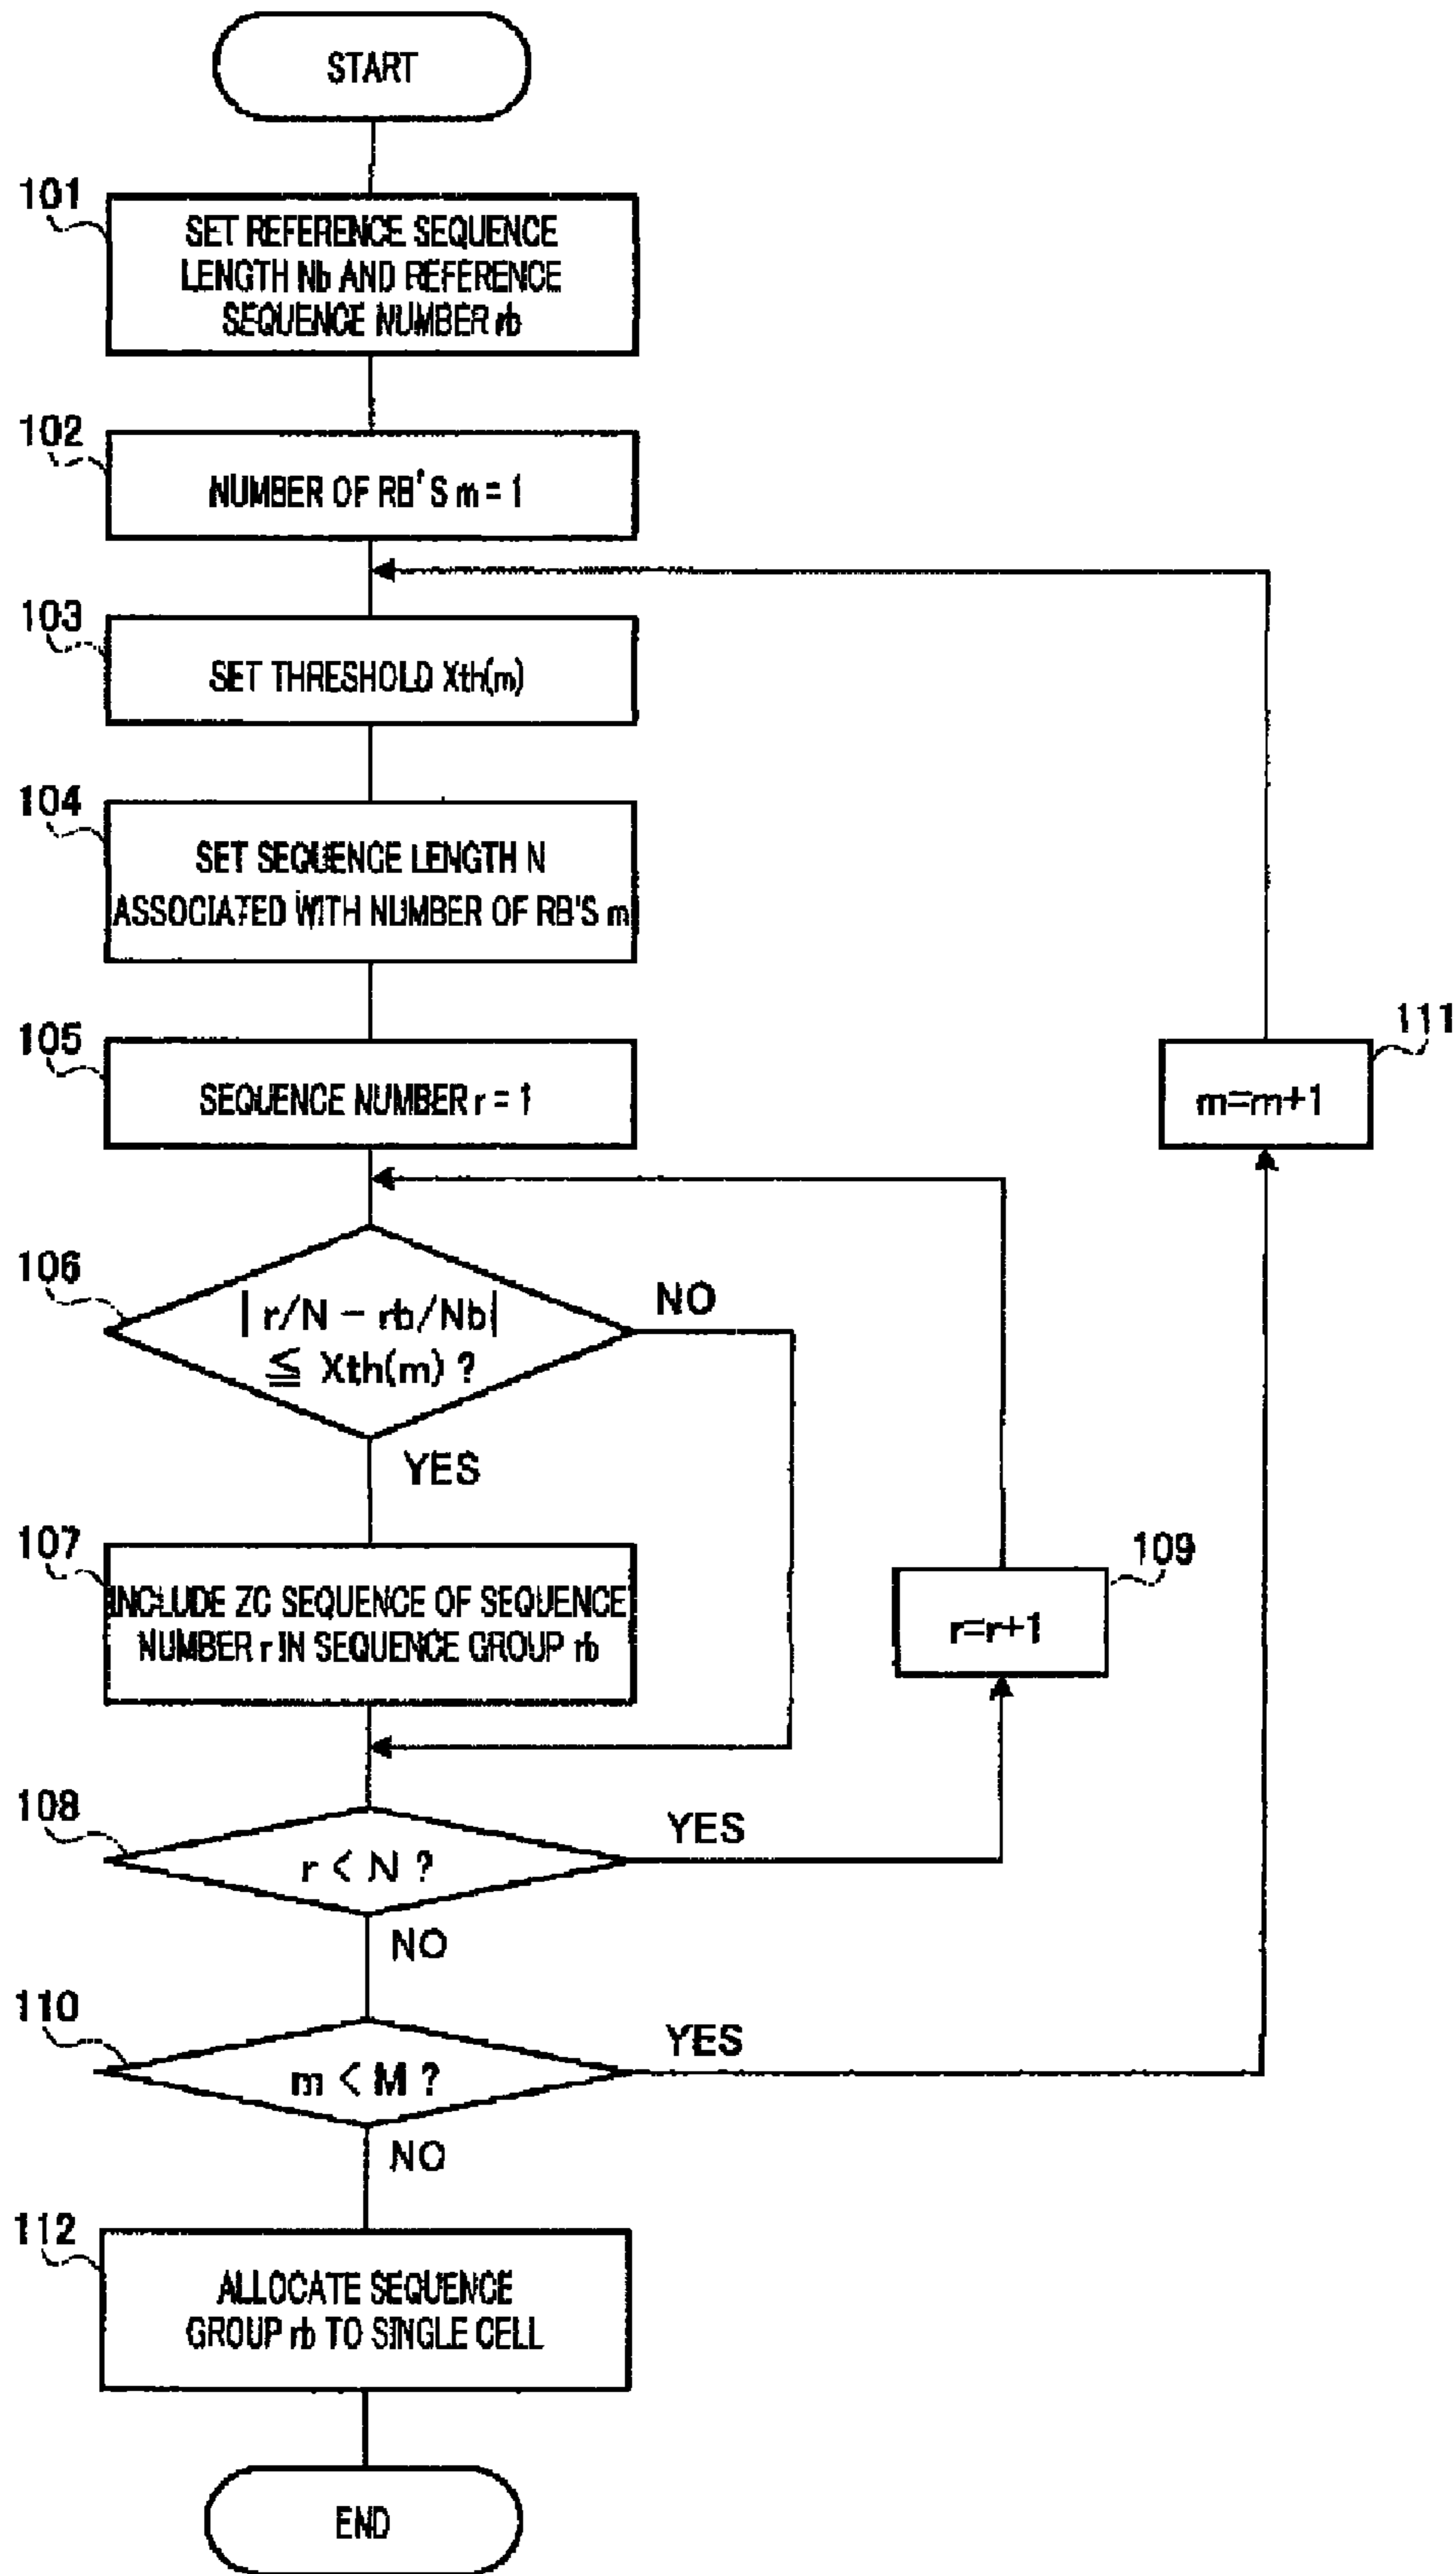 START
101
SET REFERENCE SEQUENCE
LENGTH Nb AND REFERENCE
SEQUENCE NUMBER rb
102
NUMBER OF RB'S m = 1
103
SET THRESHOLD Xth(m)
104
SET SEQUENCE LENGTH N
ASSOCIATED WITH NUMBER OF RB'S m
105
SEQUENCE NUMBER r = 1
111
m=m+1
106
| r/N – rb/Nb|
≦ Xth(m) ?
NO
YES
107
INCLUDE ZC SEQUENCE OF SEQUENCE
NUMBER r IN SEQUENCE GROUP rb
109
r=r+1
108
r < N ?
YES
NO
110
m < M ?
YES
NO
112
ALLOCATE SEQUENCE
GROUP rb TO SINGLE CELL
END